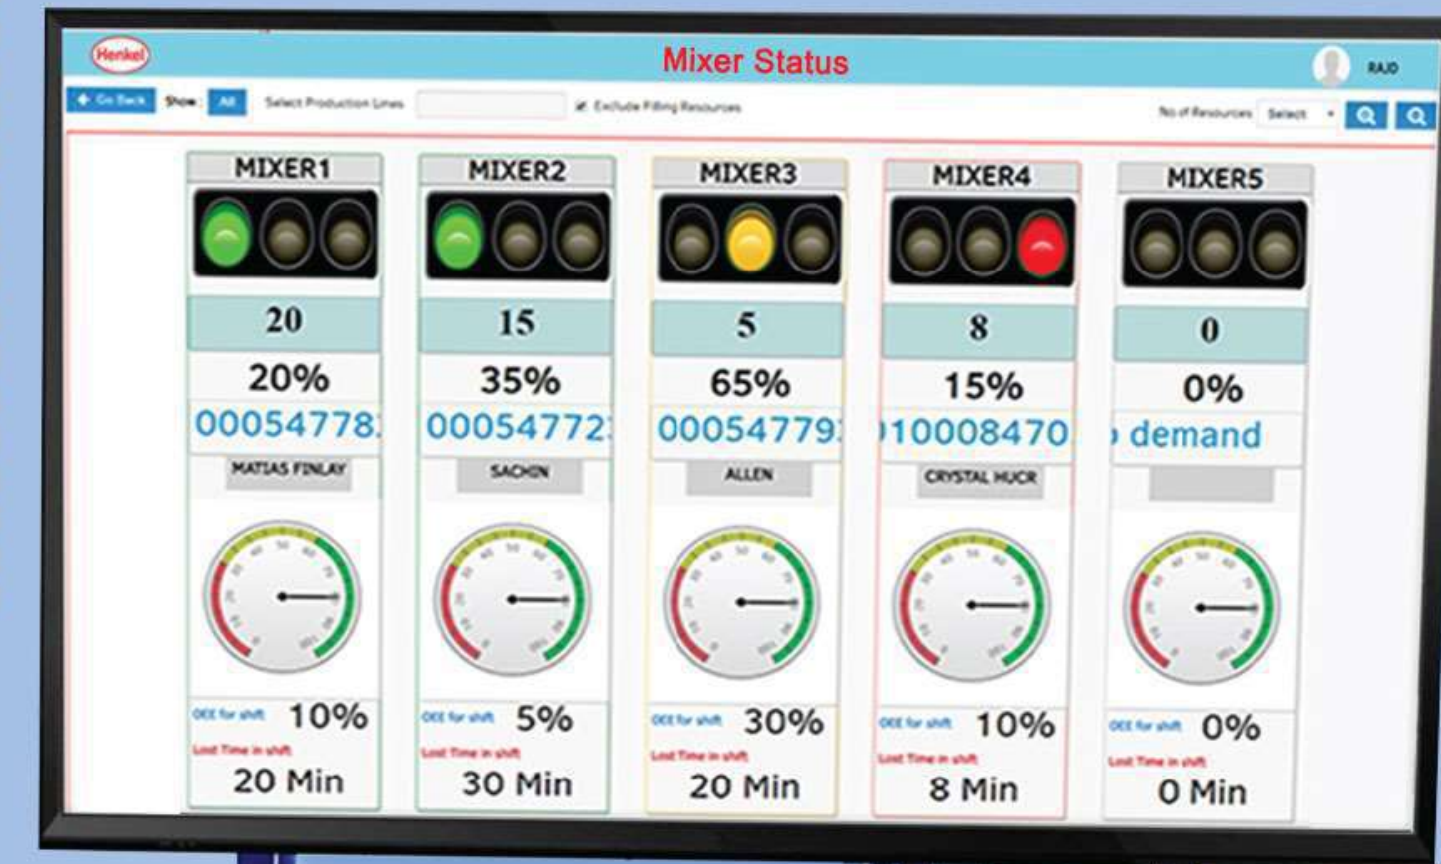 Henkel
Mixer Status
RAJO
Go Back Show: All Select Production Lines Exclude Filling Resources No of Resources Select
MIXER1 MIXER2 MIXER3 MIXER4 MIXER5
20 15 5 8 0
20% 35% 65% 15% 0%
00054778 00054772 00054779 10008470 demand
MATIAS FINLAY SACHIN ALLEN CRYSTAL HUCR
OEE for shift 10% OEE for shift 5% OEE for shift 30% OEE for shift 10% OEE for shift 0%
Lost Time in shift Lost Time in shift Lost Time in shift Lost Time in shift Lost Time in shift
20 Min 30 Min 20 Min 8 Min 0 Min